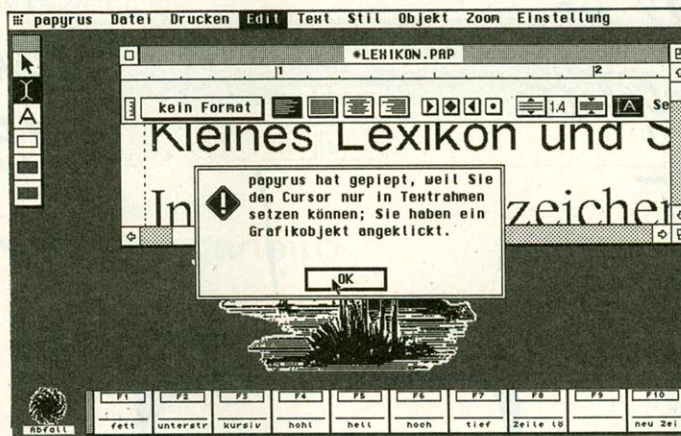 papyrus Datei Drucken Edit Text Stil Objekt Zoom Einstellung
*LEXIKON.PAP
1 2
kein Format 1.4 A Se
Kleines Lexikon und S
In zeichen
papyrus hat gepiept, weil Sie
den Cursor nur in Textrahmen
setzen können; Sie haben ein
Grafikobjekt angeklickt.
OK
A
F1 F2 F3 F4 F5 F6 F7 F8 F9 F10
Abfall fett unterstr kursiv hohl hell hoch tief Zeile lö neu Zei